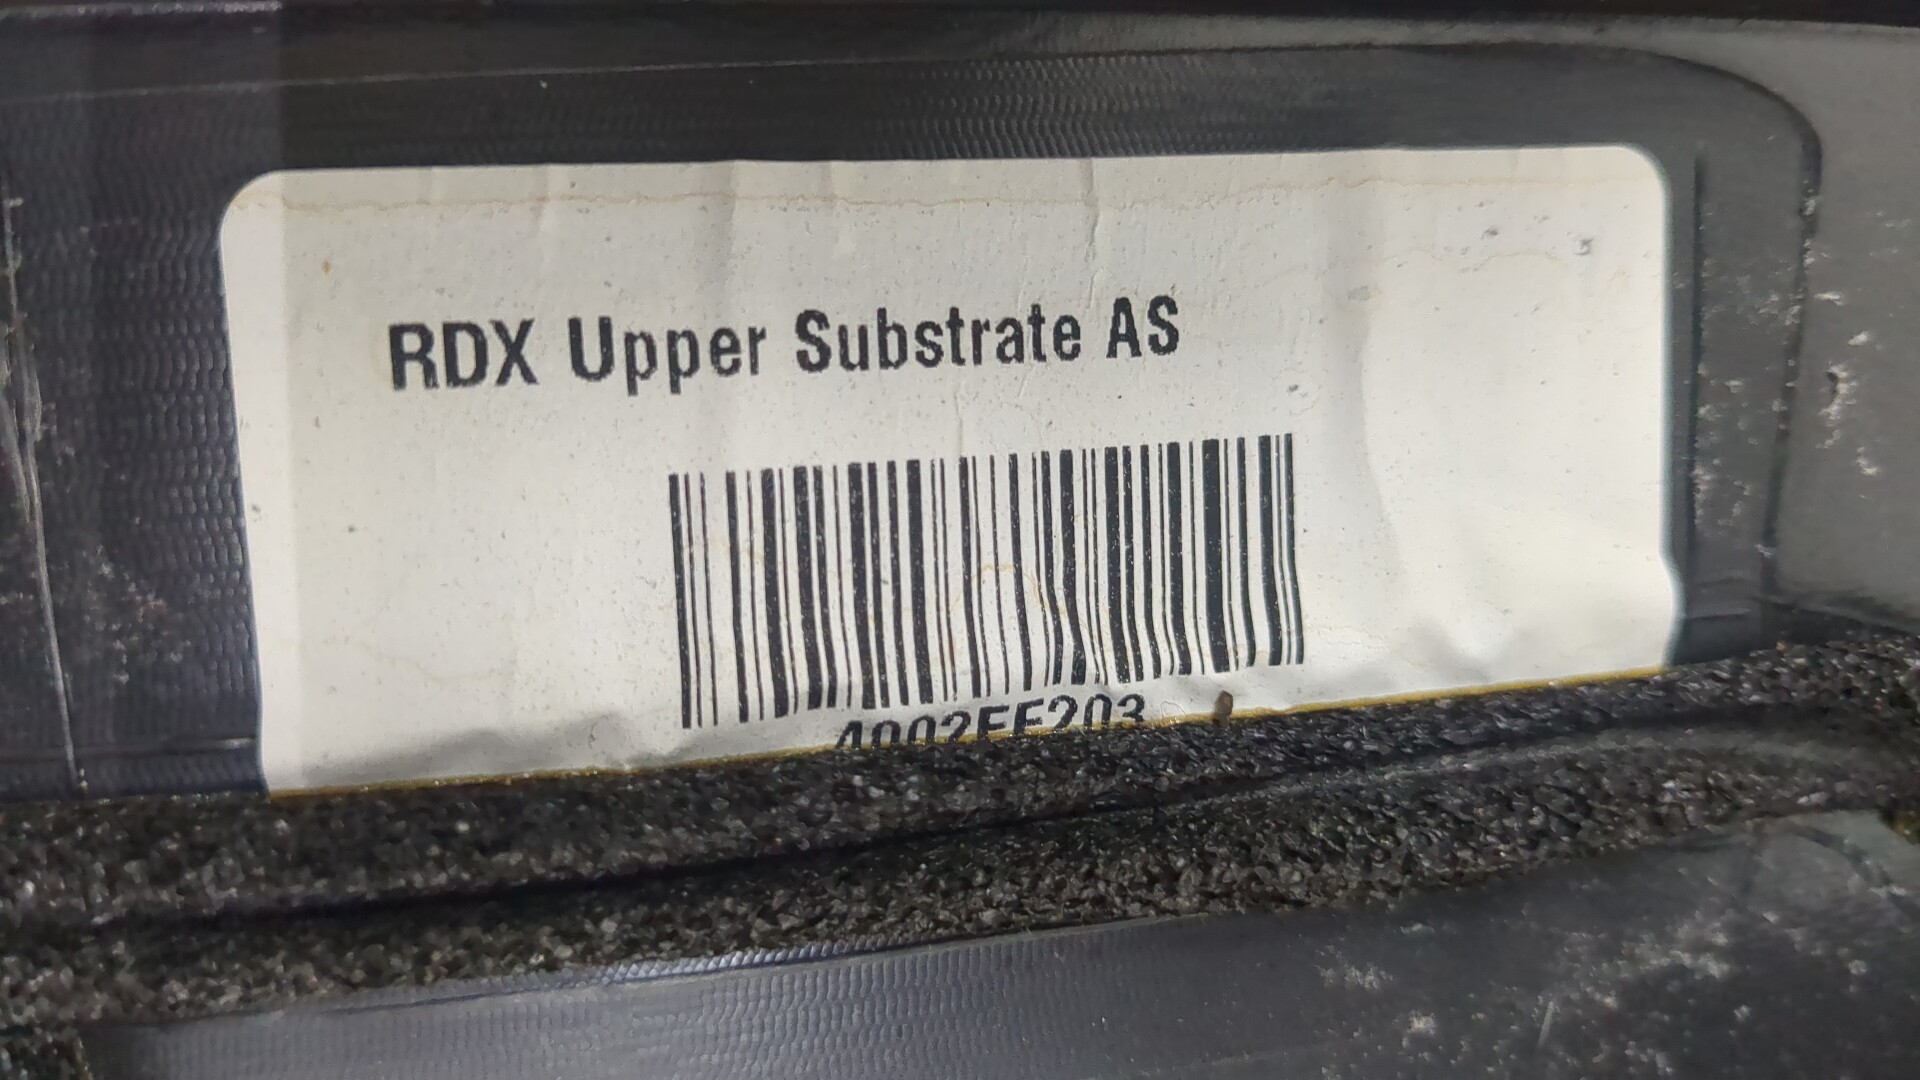 RDX Upper Substrate AS